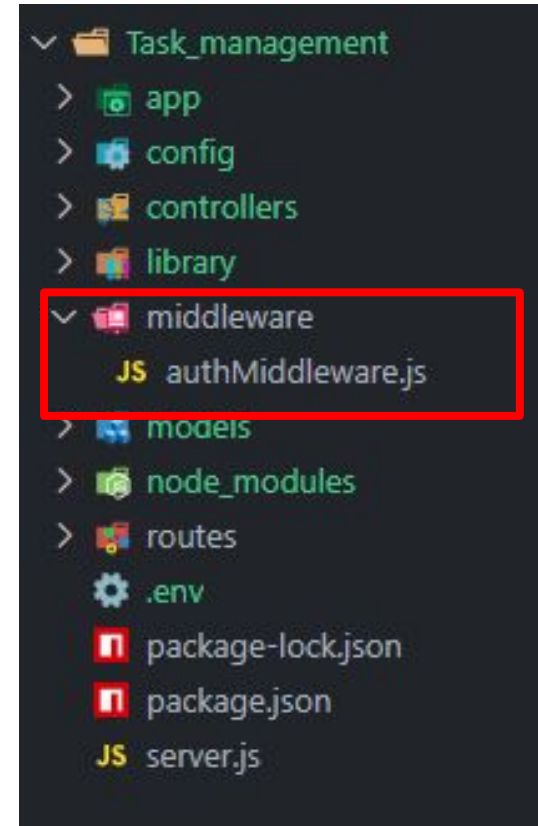 Task_management
app
config
controllers
library
middleware
JS authMiddleware.js
models
node_modules
routes
.env
n package-lock.json
n package.json
JS server.js